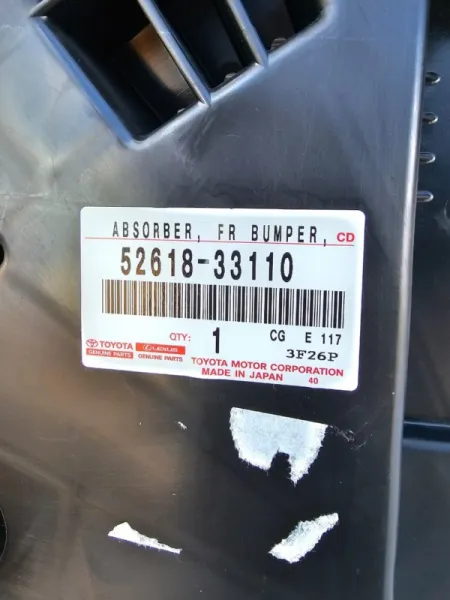 ABSORBER, FR BUMPER, CD
52618-33110
QTY: 1 CG E 117
TOYOTA LEXUS 3F26P
GENUINE PARTS GENUINE PARTS TOYOTA MOTOR CORPORATION
MADE IN JAPAN 40